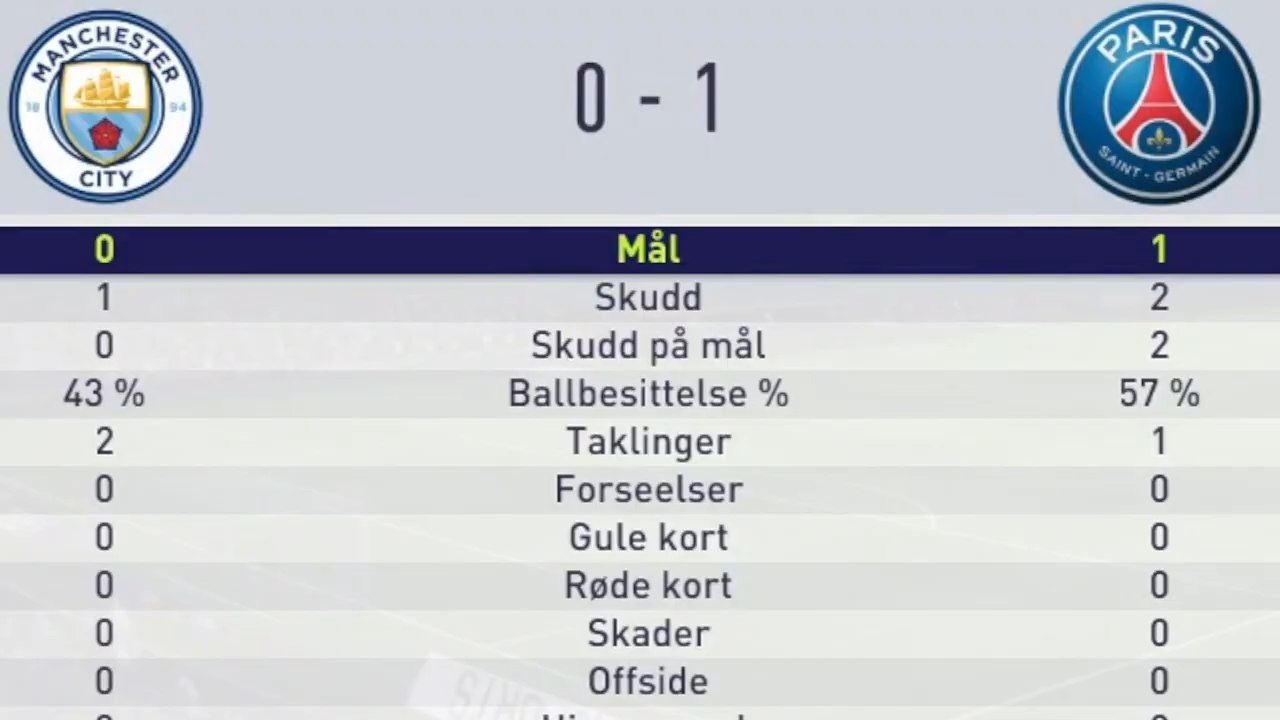 MANCHESTER
18 94
CITY
0 - 1
PARIS
SAINT - GERMAIN
0 Mål 1
1 Skudd 2
0 Skudd på mål 2
43 % Ballbesittelse % 57 %
2 Taklinger 1
0 Forseelser 0
0 Gule kort 0
0 Røde kort 0
0 Skader 0
0 Offside 0